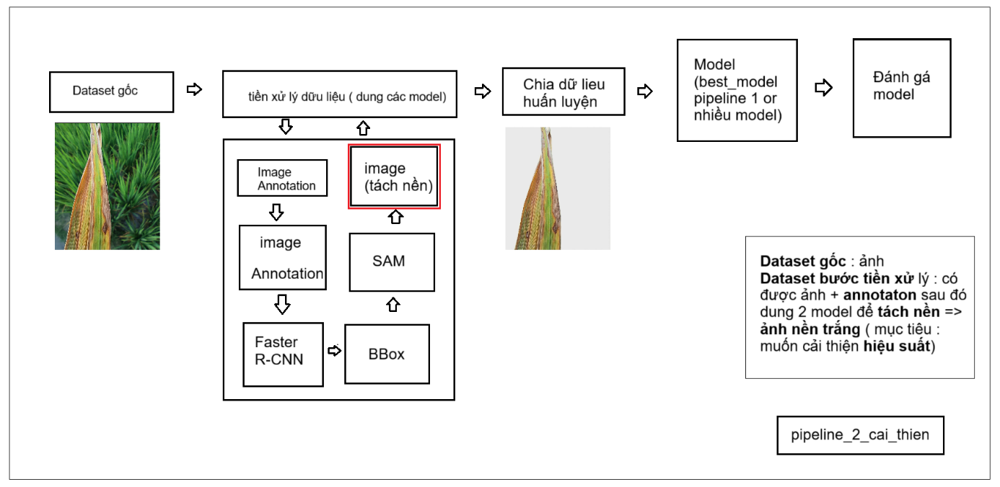 Dataset gốc
tiền xử lý dữu liệu ( dung các model)
Image
Annotation
image
Annotation
Faster
R-CNN
BBox
SAM
image
(tách nền)
Chia dữ lieu
huấn luyện
Model
(best_model
pipeline 1 or
nhiều model)
Đánh gá
model
Dataset gốc : ảnh
Dataset bước tiền xử lý : có
được ảnh + annotaton sau đó
dung 2 model để tách nền =>
ảnh nền trắng ( mục tiêu :
muốn cải thiện hiệu suất)
pipeline_2_cai_thien